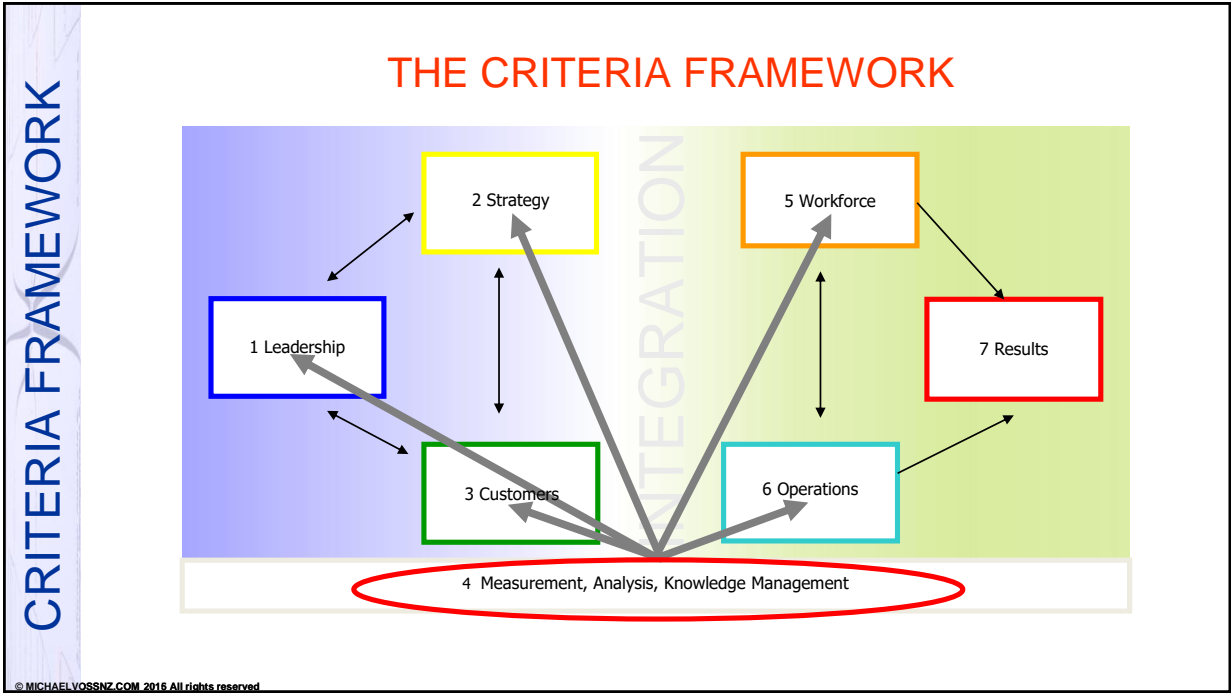 CRITERIA FRAMEWORK
THE CRITERIA FRAMEWORK
INTEGRATION
2 Strategy
5 Workforce
1 Leadership
7 Results
3 Customers
6 Operations
4 Measurement, Analysis, Knowledge Management
© MICHAELVOSSNZ.COM 2015 All rights reserved